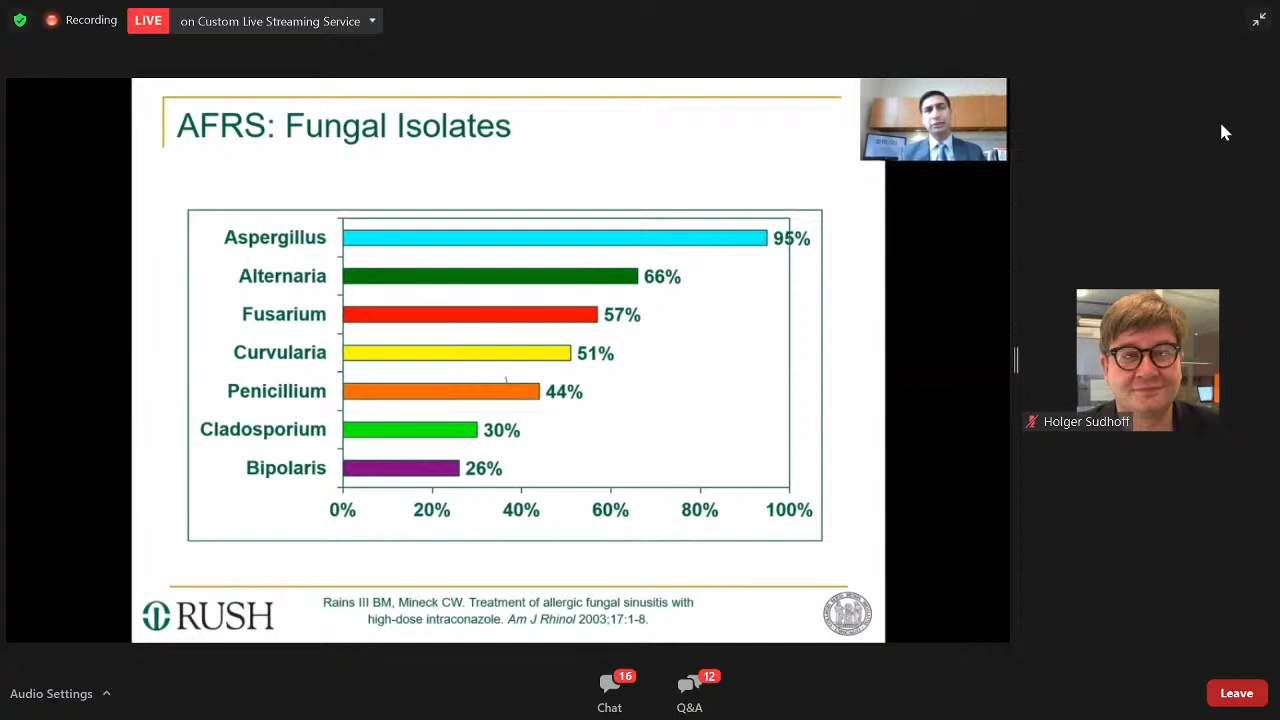 Recording
LIVE
on Custom Live Streaming Service
AFRS: Fungal Isolates
Aspergillus 95%
Alternaria 66%
Fusarium 57%
Curvularia 51%
Penicillium 44%
Cladosporium 30%
Bipolaris 26%
0% 20% 40% 60% 80% 100%
RUSH
Rains III BM, Mineck CW. Treatment of allergic fungal sinusitis with
high-dose intraconazole. Am J Rhinol 2003;17:1-8.
Holger Sudhoff
Audio Settings
16
Chat
12
Q&A
Leave